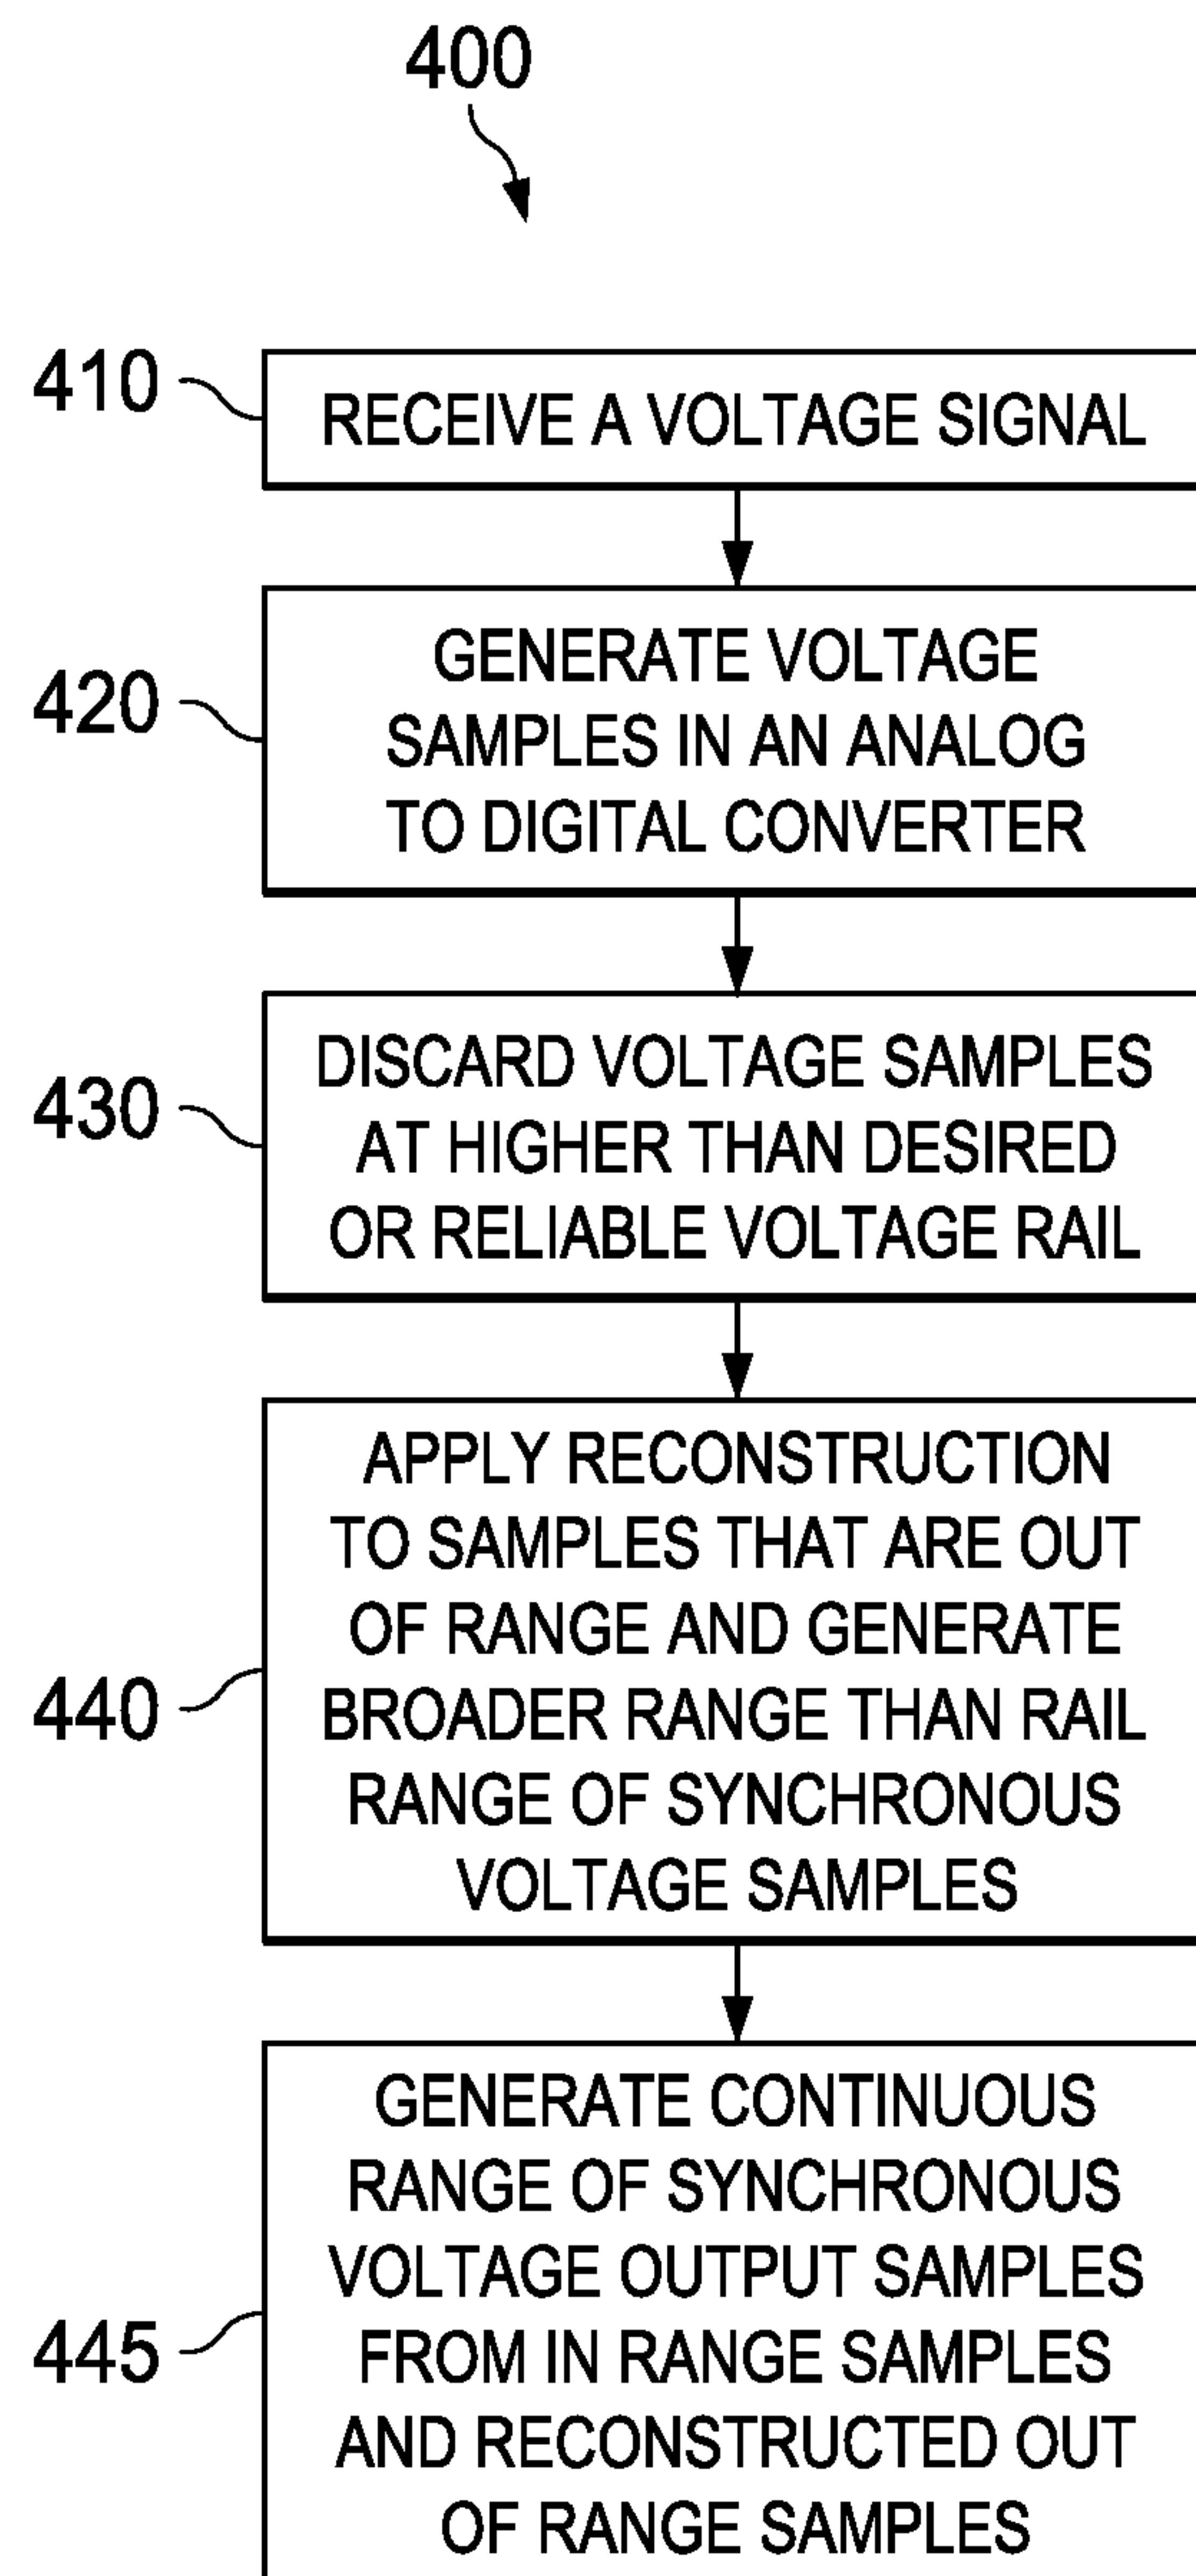 400
410
RECEIVE A VOLTAGE SIGNAL
420
GENERATE VOLTAGE
SAMPLES IN AN ANALOG
TO DIGITAL CONVERTER
430
DISCARD VOLTAGE SAMPLES
AT HIGHER THAN DESIRED
OR RELIABLE VOLTAGE RAIL
440
APPLY RECONSTRUCTION
TO SAMPLES THAT ARE OUT
OF RANGE AND GENERATE
BROADER RANGE THAN RAIL
RANGE OF SYNCHRONOUS
VOLTAGE SAMPLES
445
GENERATE CONTINUOUS
RANGE OF SYNCHRONOUS
VOLTAGE OUTPUT SAMPLES
FROM IN RANGE SAMPLES
AND RECONSTRUCTED OUT
OF RANGE SAMPLES